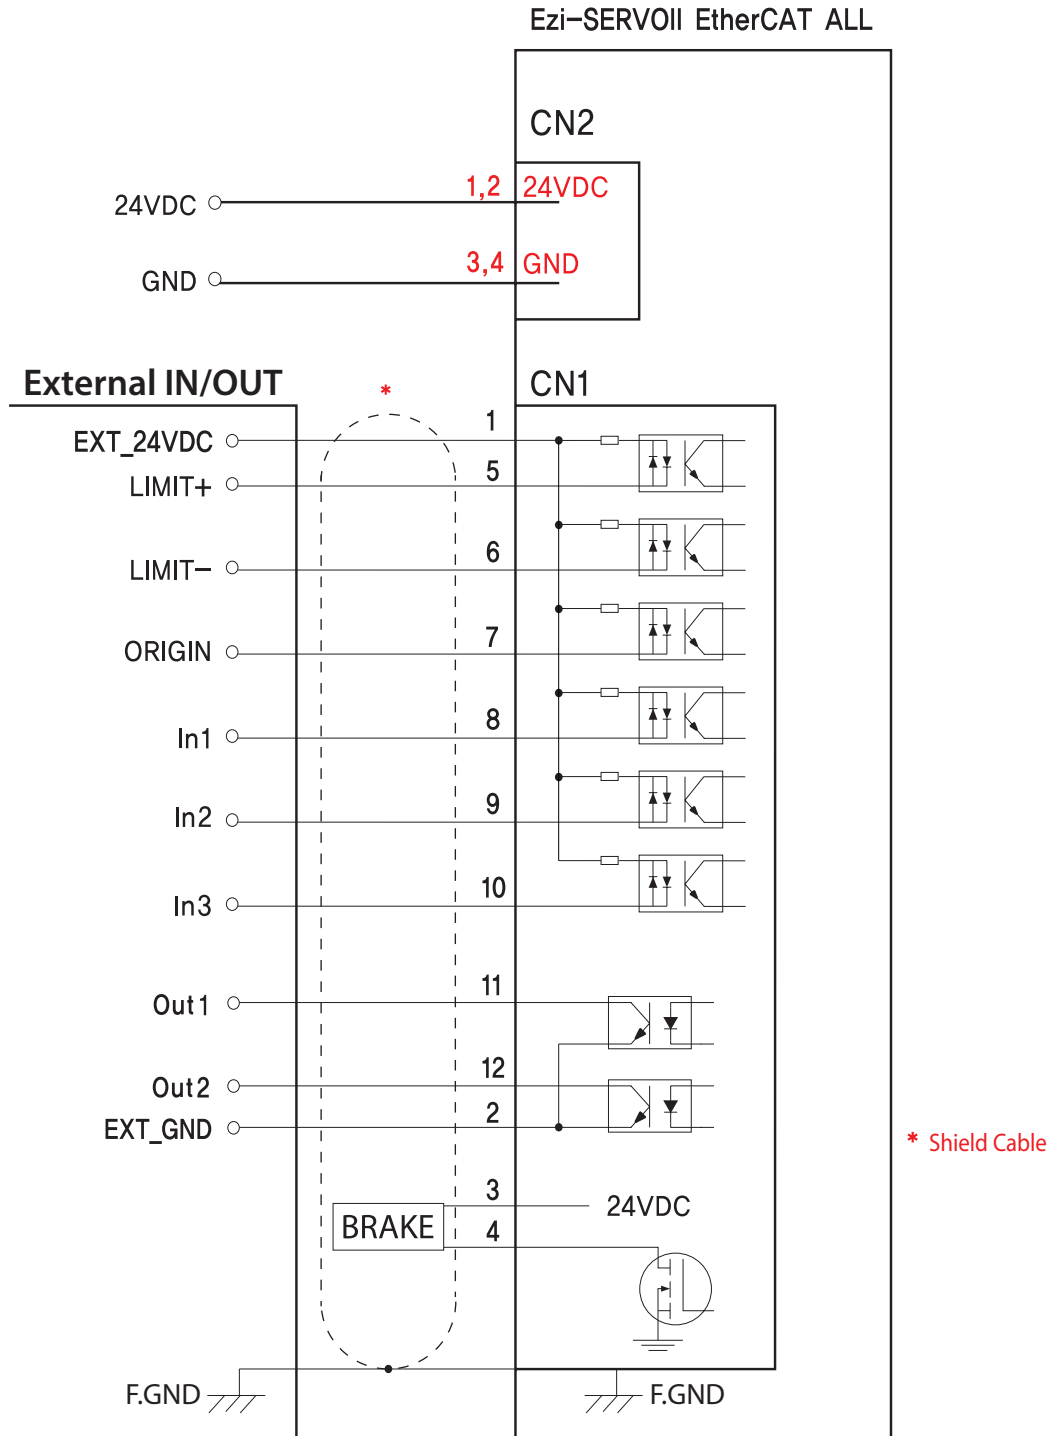 Ezi-SERVOII EtherCAT ALL
CN2
24VDC 1,2 24VDC
GND 3,4 GND
External IN/OUT * CN1
EXT_24VDC 1
LIMIT+ 5
LIMIT- 6
ORIGIN 7
In1 8
In2 9
In3 10
Out1 11
Out2 12
EXT_GND 2
* Shield Cable
3 24VDC
BRAKE 4
F.GND F.GND